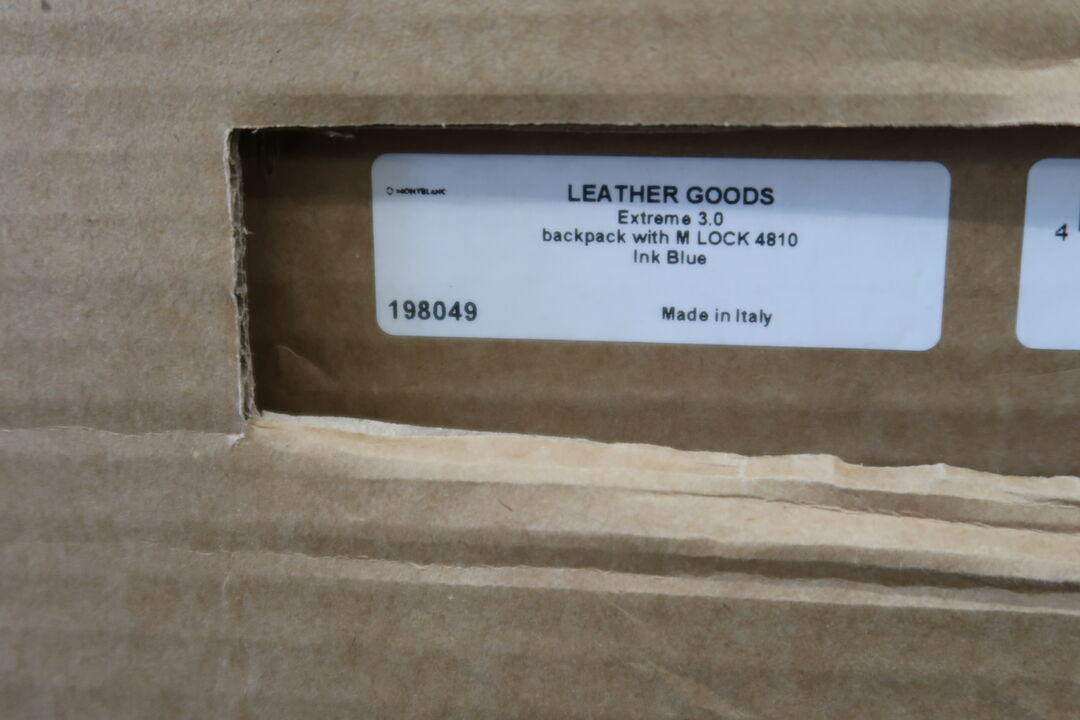 MONTBLANC
LEATHER GOODS
Extreme 3.0
backpack with M LOCK 4810
Ink Blue
198049
Made in Italy
4